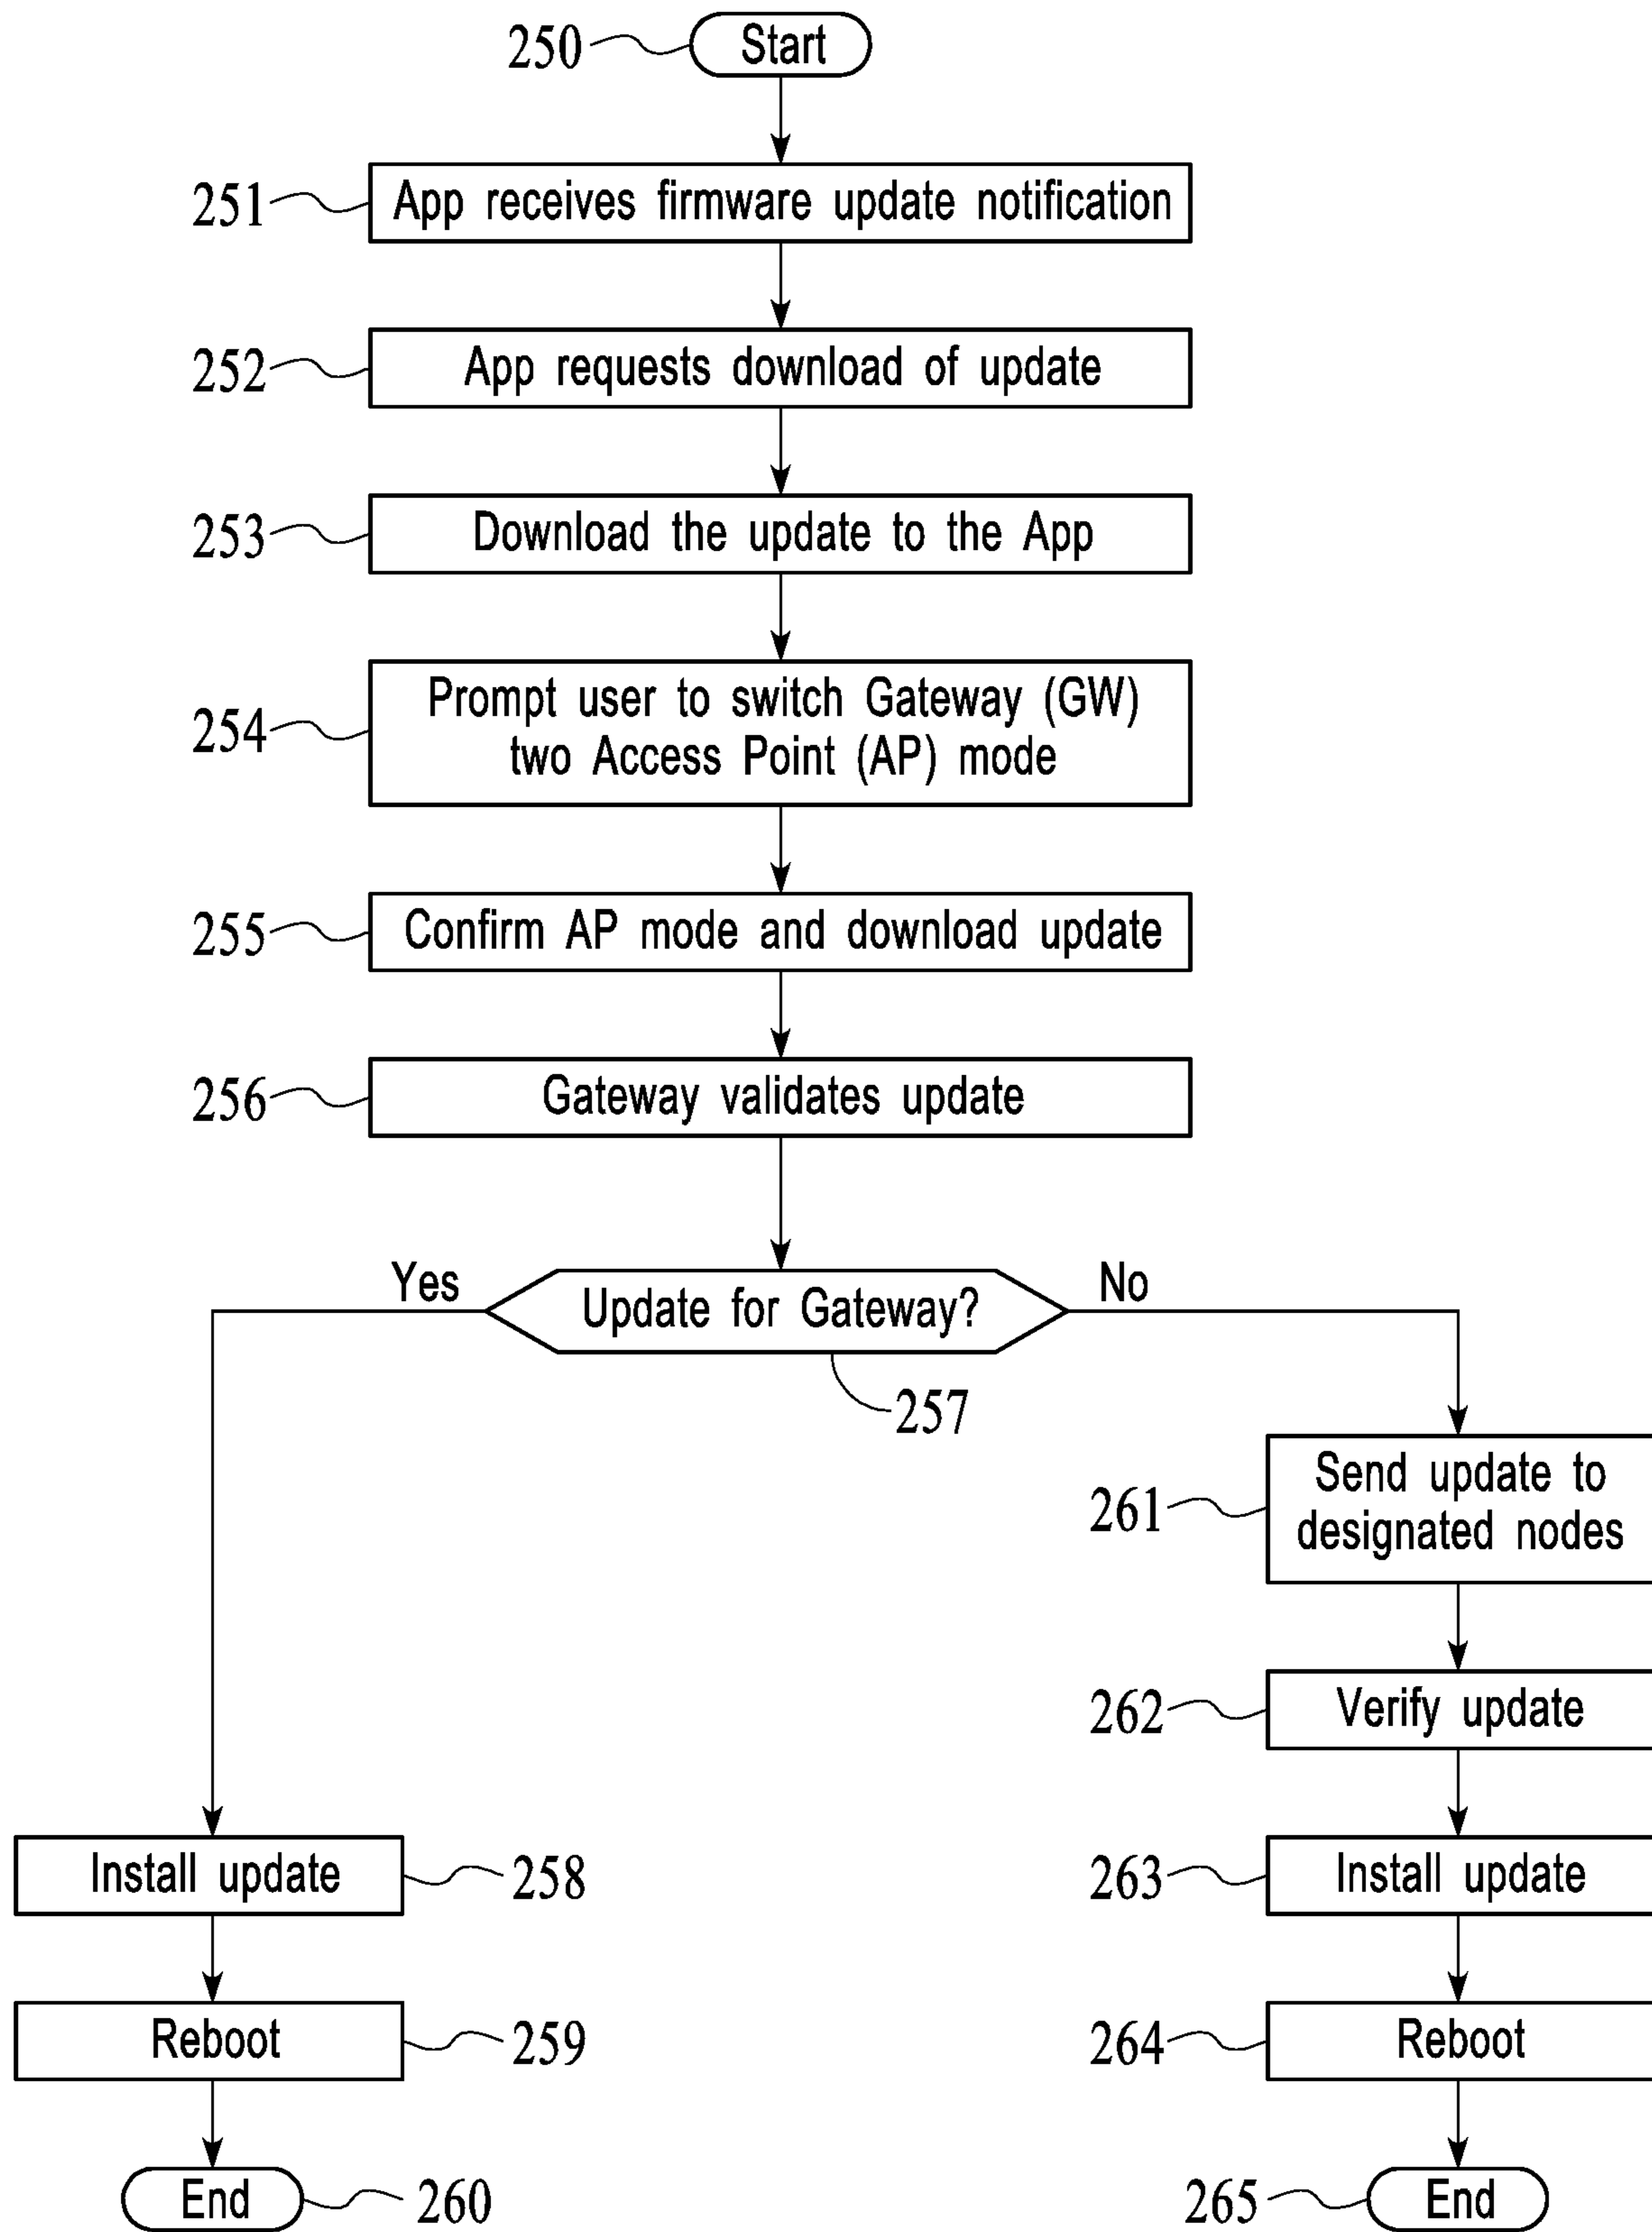 250
Start
251
App receives firmware update notification
252
App requests download of update
253
Download the update to the App
254
Prompt user to switch Gateway (GW)
two Access Point (AP) mode
255
Confirm AP mode and download update
256
Gateway validates update
Yes
Update for Gateway?
No
257
261
Send update to
designated nodes
262
Verify update
Install update
258
263
Install update
Reboot
259
264
Reboot
End
260
265
End